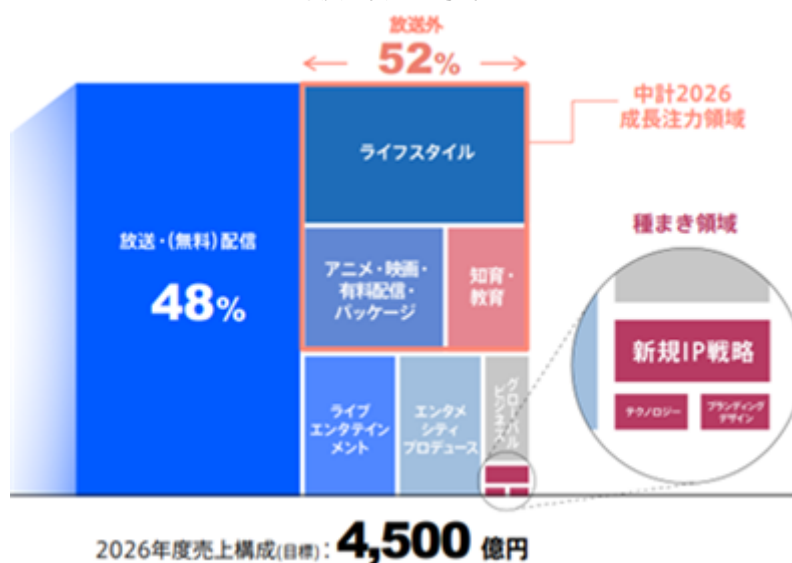 放送外
52%
中計2026
成長注力領域
ライフスタイル
放送・(無料)配信
48%
アニメ・映画・
有料配信・
パッケージ
知育・
教育
種まき領域
新規IP戦略
テクノロジー
ブランディング
デザイン
ライブ
エンタテイン
メント
エンタメ
シティ
プロデュース
グローバル
ビジネス
2026年度売上構成(目標)：4,500 億円